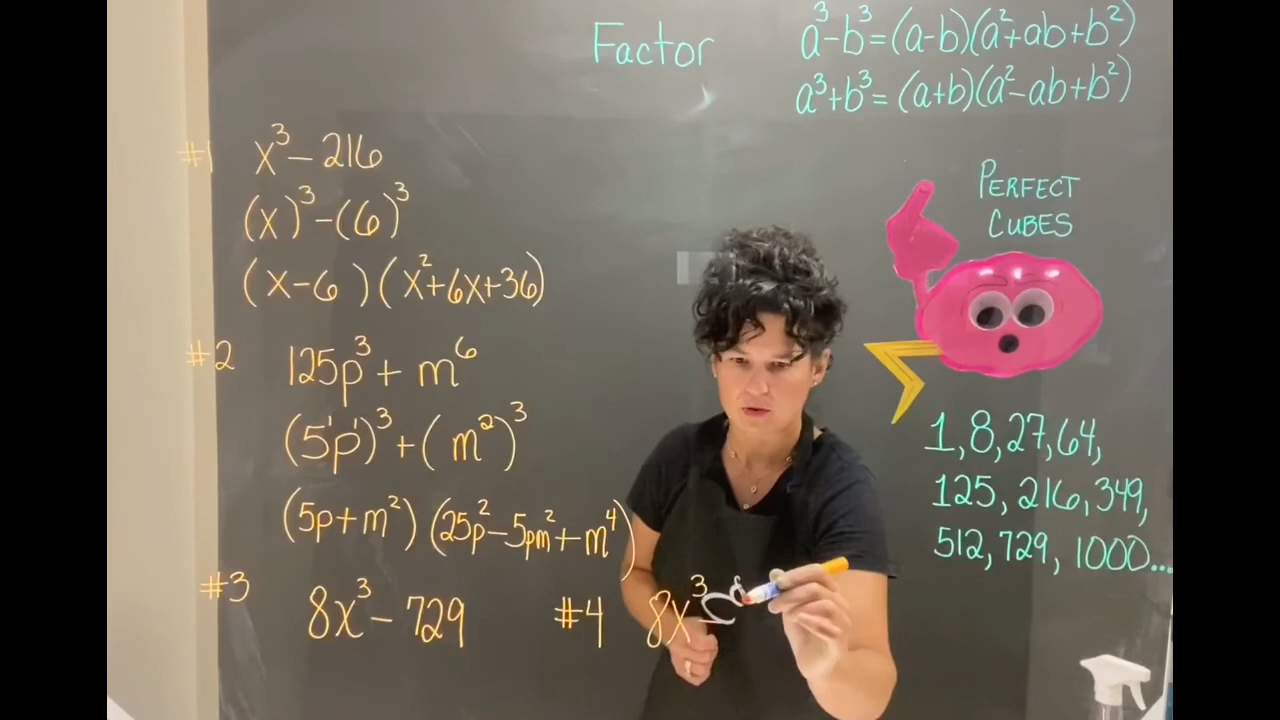 Factor
a³-b³=(a-b)(a²+ab+b²)
a³+b³=(a+b)(a²-ab+b²)
#1 x³-216
(x)³-(6)³
(x-6)(x²+6x+36)
#2 125p³+m⁶
(5¹p¹)³+(m²)³
(5p+m²)(25p²-5pm²+m⁴)
#3 8x³-729
#4 8x³
PERFECT
CUBES
1,8,27,64,
125,216,349,
512,729,1000...